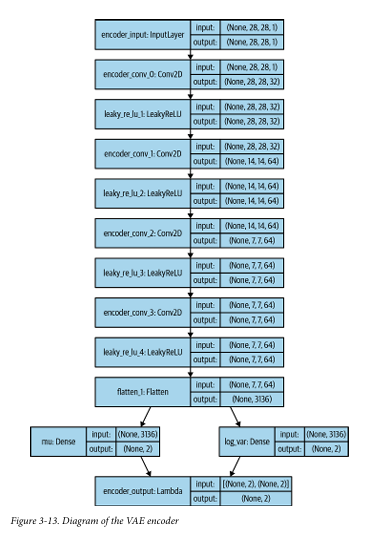 encoder_input: InputLayer
input: (None, 28, 28, 1)
output: (None, 28, 28, 1)
encoder_conv_0: Conv2D
input: (None, 28, 28, 1)
output: (None, 28, 28, 32)
leaky_re_lu_1: LeakyReLU
input: (None, 28, 28, 32)
output: (None, 28, 28, 32)
encoder_conv_1: Conv2D
input: (None, 28, 28, 32)
output: (None, 14, 14, 64)
leaky_re_lu_2: LeakyReLU
input: (None, 14, 14, 64)
output: (None, 14, 14, 64)
encoder_conv_2: Conv2D
input: (None, 14, 14, 64)
output: (None, 7, 7, 64)
leaky_re_lu_3: LeakyReLU
input: (None, 7, 7, 64)
output: (None, 7, 7, 64)
encoder_conv_3: Conv2D
input: (None, 7, 7, 64)
output: (None, 7, 7, 64)
leaky_re_lu_4: LeakyReLU
input: (None, 7, 7, 64)
output: (None, 7, 7, 64)
flatten_1: Flatten
input: (None, 7, 7, 64)
output: (None, 3136)
mu: Dense
input: (None, 3136)
output: (None, 2)
log_var: Dense
input: (None, 3136)
output: (None, 2)
encoder_output: Lambda
input: [(None, 2), (None, 2)]
output: (None, 2)
Figure 3-13. Diagram of the VAE encoder